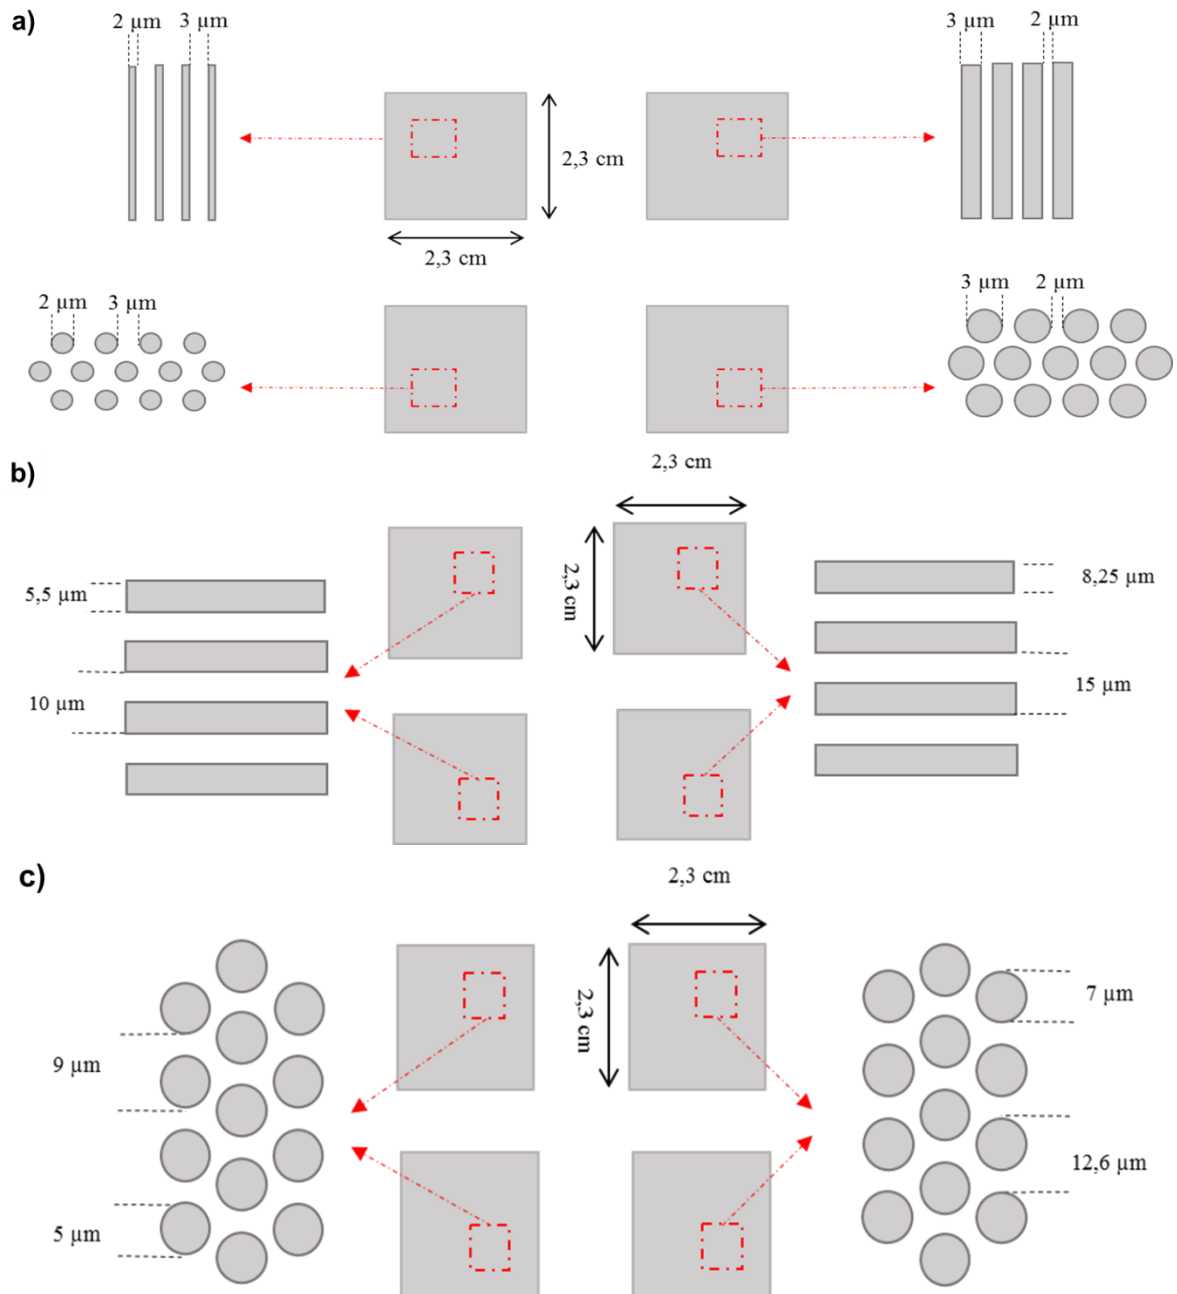 a)
2 µm 3 µm
3 µm 2 µm
2,3 cm
2,3 cm
2 µm 3 µm
3 µm 2 µm
b)
2,3 cm
2,3 cm
5,5 µm
10 µm
8,25 µm
15 µm
c)
2,3 cm
2,3 cm
9 µm
5 µm
7 µm
12,6 µm